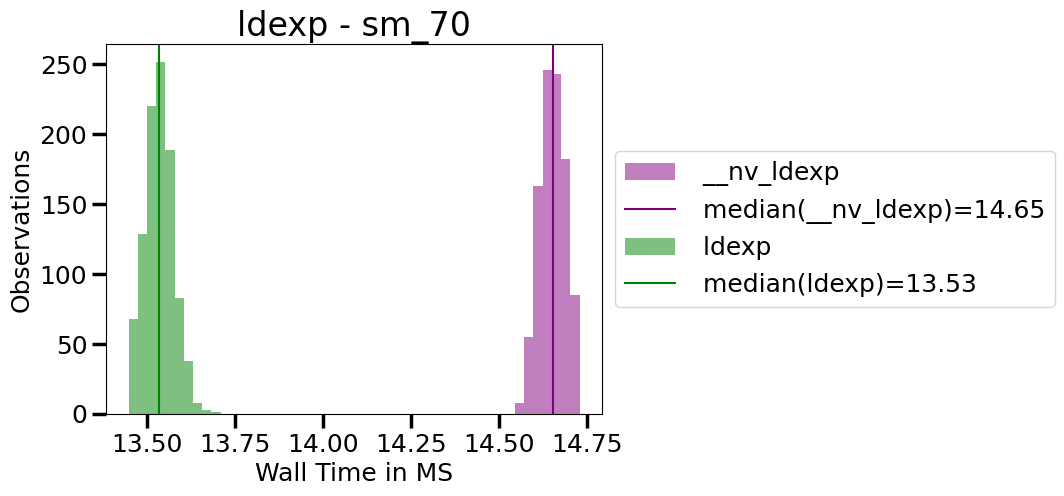 ldexp - sm_70
250
200
150
100
50
0
Observations
13.50 13.75 14.00 14.25 14.50 14.75
Wall Time in MS
__nv_ldexp
median(__nv_ldexp)=14.65
ldexp
median(ldexp)=13.53